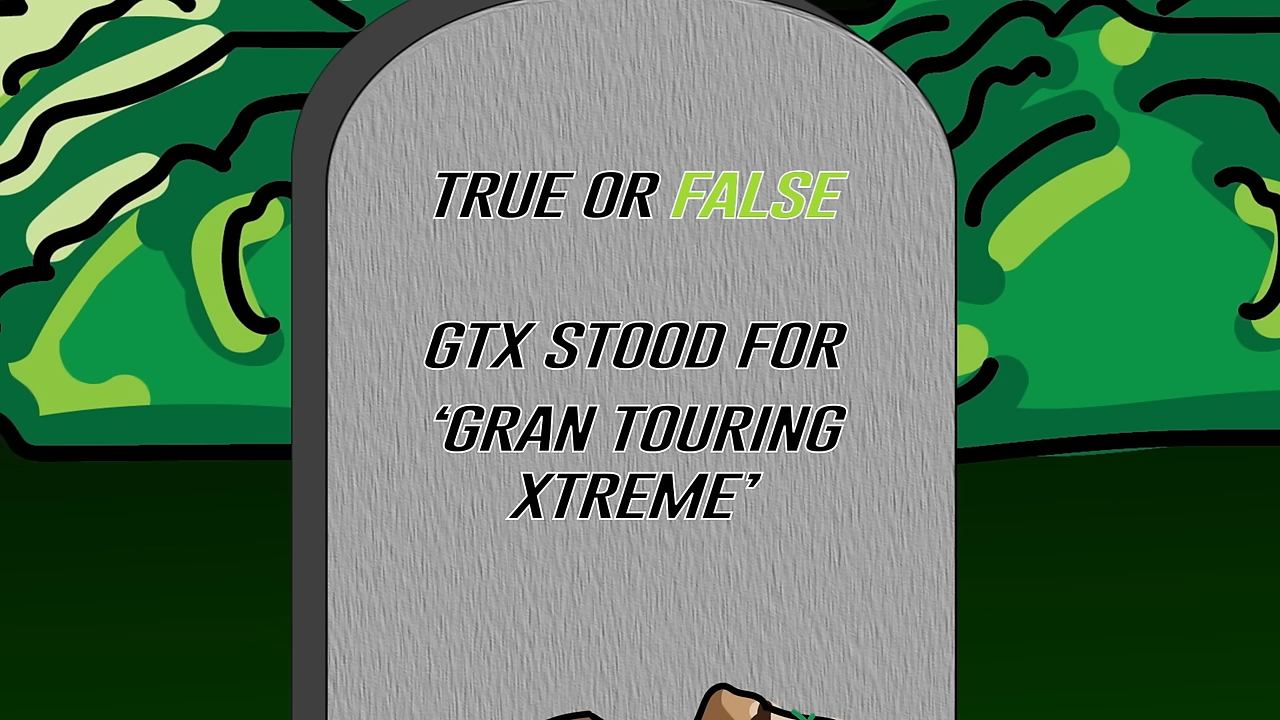 TRUE OR FALSE
GTX STOOD FOR
‘GRAN TOURING
XTREME’